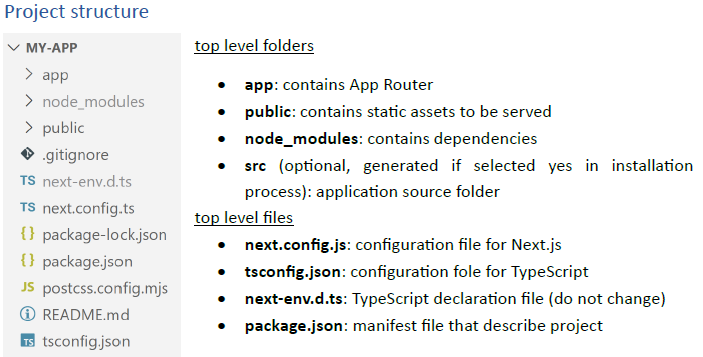 Project structure
MY-APP
app
node_modules
public
.gitignore
TS next-env.d.ts
TS next.config.ts
{} package-lock.json
{} package.json
JS postcss.config.mjs
README.md
TS tsconfig.json
top level folders
• app: contains App Router
• public: contains static assets to be served
• node_modules: contains dependencies
• src (optional, generated if selected yes in installation
process): application source folder
top level files
• next.config.js: configuration file for Next.js
• tsconfig.json: configuration fole for TypeScript
• next-env.d.ts: TypeScript declaration file (do not change)
• package.json: manifest file that describe project